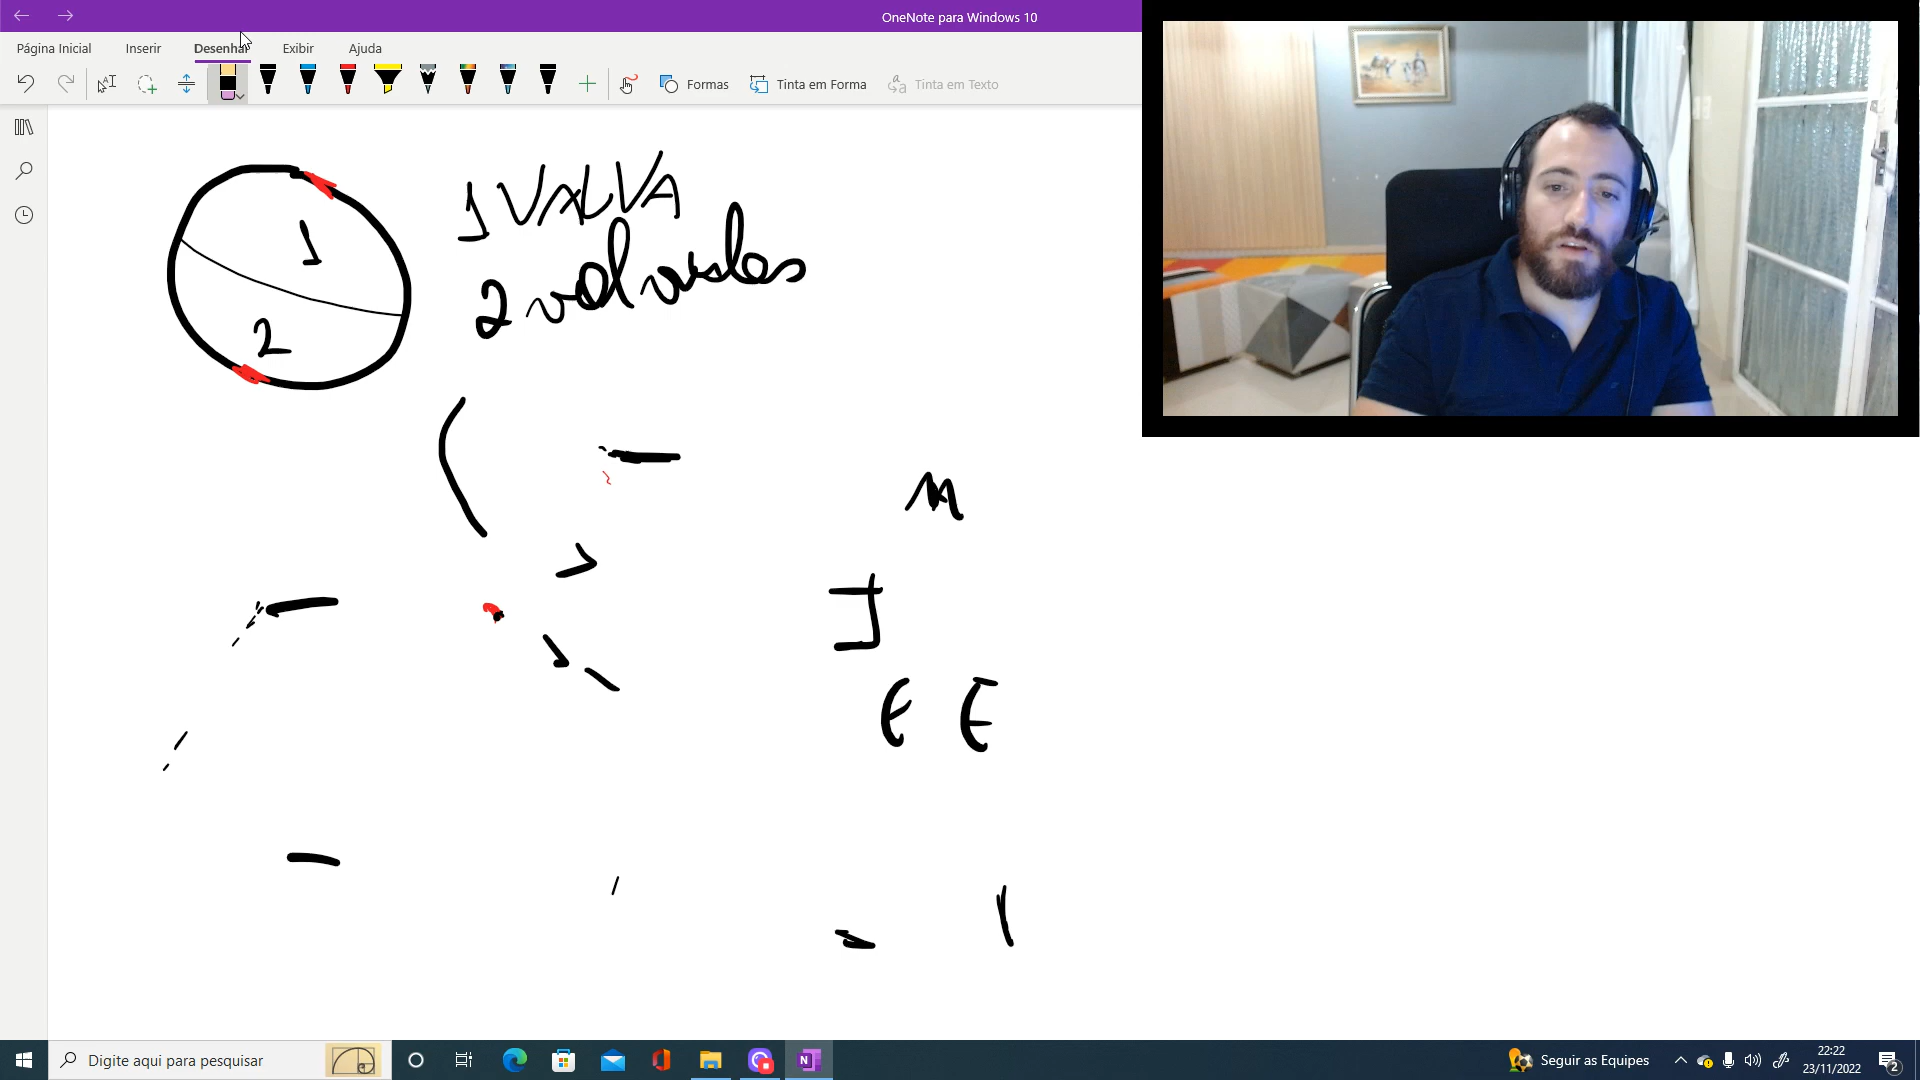 OneNote para Windows 10
Página Inicial Inserir Desenhar Exibir Ajuda
Formas Tinta em Forma Tinta em Texto
1 VALVA
2 valvulas
1
2
M
E E
Digite aqui para pesquisar
Seguir as Equipes
22:22
23/11/2022
2